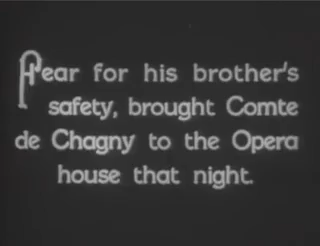 Fear for his brother's
safety, brought Comte
de Chagny to the Opera
house that night.